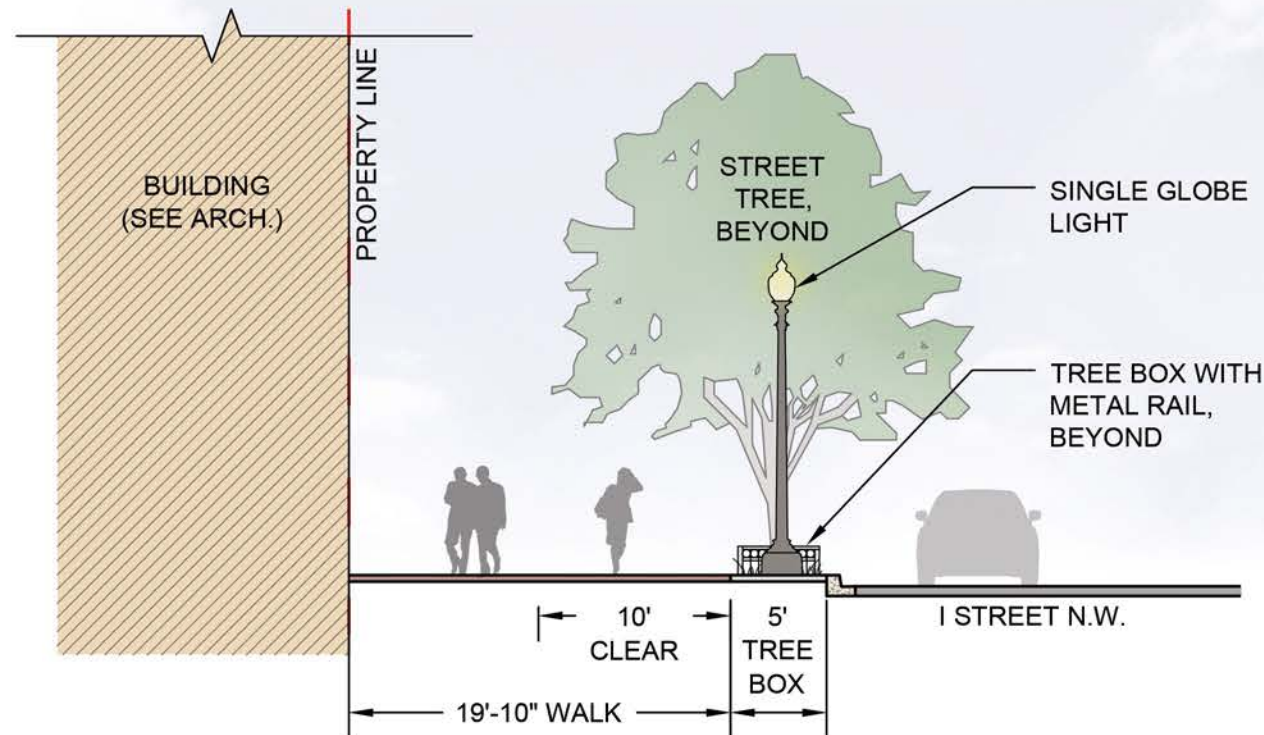 PROPERTY LINE
BUILDING
(SEE ARCH.)
STREET
TREE,
BEYOND
SINGLE GLOBE
LIGHT
TREE BOX WITH
METAL RAIL,
BEYOND
I STREET N.W.
10'
CLEAR
5'
TREE
BOX
19'-10" WALK